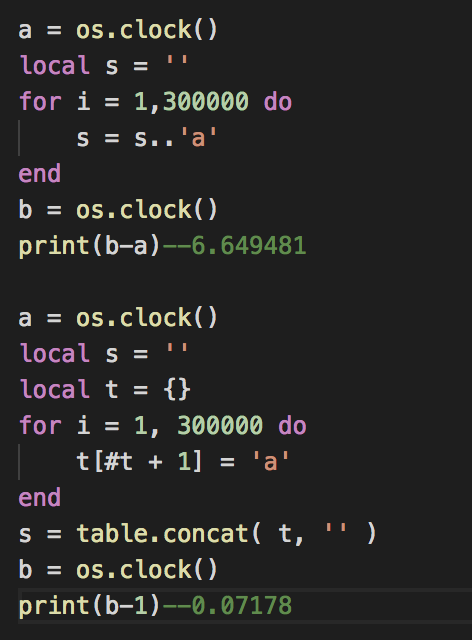 a = os.clock()
local s = ''
for i = 1,300000 do
    s = s..'a'
end
b = os.clock()
print(b-a)--6.649481

a = os.clock()
local s = ''
local t = {}
for i = 1, 300000 do
    t[#t + 1] = 'a'
end
s = table.concat( t, '' )
b = os.clock()
print(b-1)--0.07178